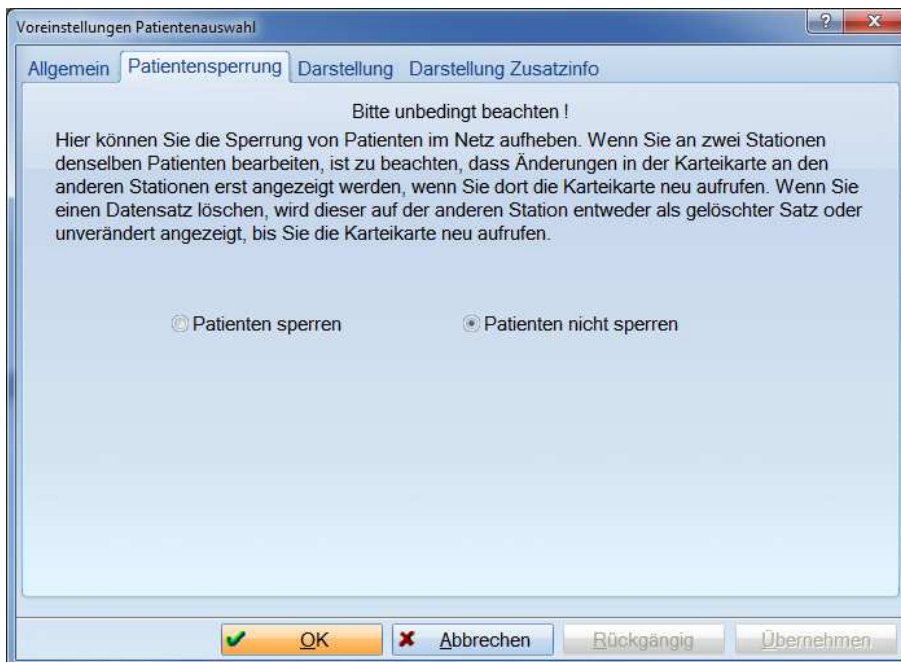 Voreinstellungen Patientenauswahl
Allgemein Patientensperrung Darstellung Darstellung Zusatzinfo
Bitte unbedingt beachten !
Hier können Sie die Sperrung von Patienten im Netz aufheben. Wenn Sie an zwei Stationen
denselben Patienten bearbeiten, ist zu beachten, dass Änderungen in der Karteikarte an den
anderen Stationen erst angezeigt werden, wenn Sie dort die Karteikarte neu aufrufen. Wenn Sie
einen Datensatz löschen, wird dieser auf der anderen Station entweder als gelöschter Satz oder
unverändert angezeigt, bis Sie die Karteikarte neu aufrufen.
Patienten sperren Patienten nicht sperren
OK Abbrechen Rückgängig Übernehmen